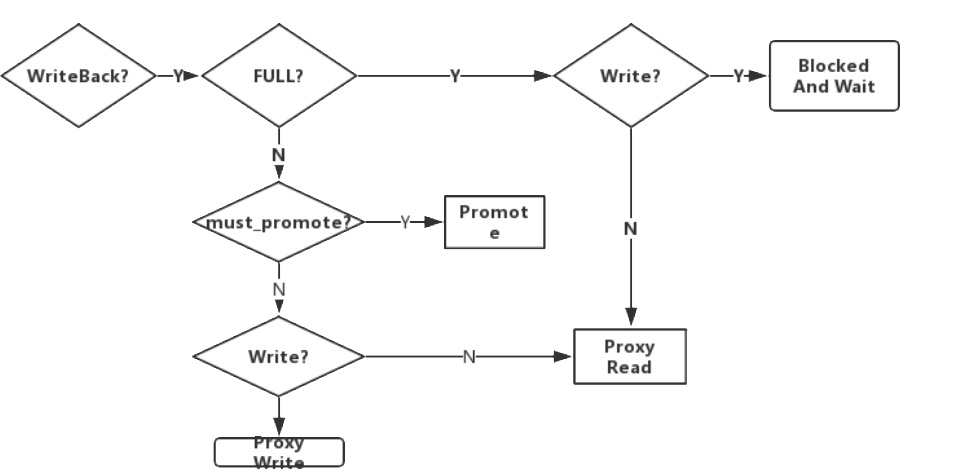 WriteBack?
Y
FULL?
Y
Write?
Y
Blocked
And Wait
N
must_promote?
Y
Promot
e
N
N
Write?
N
Proxy
Read
Proxy
Write